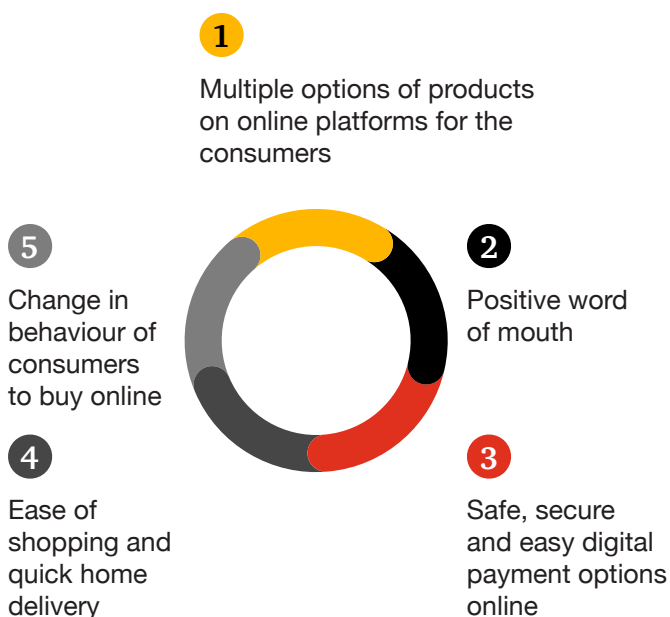 1
Multiple options of products
on online platforms for the
consumers
2
Positive word
of mouth
3
Safe, secure
and easy digital
payment options
online
4
Ease of
shopping and
quick home
delivery
5
Change in
behaviour of
consumers
to buy online